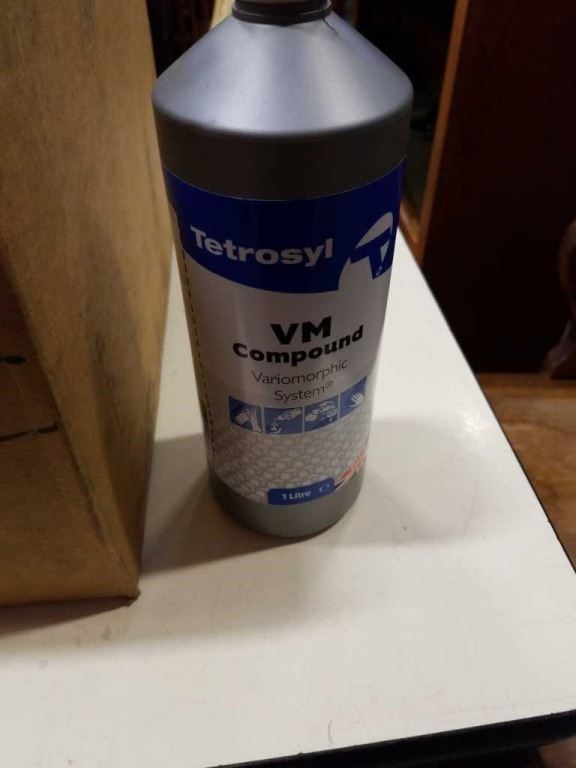 Tetrosyl
VM
Compound
Variomorphic
System®
1 Litre ℮